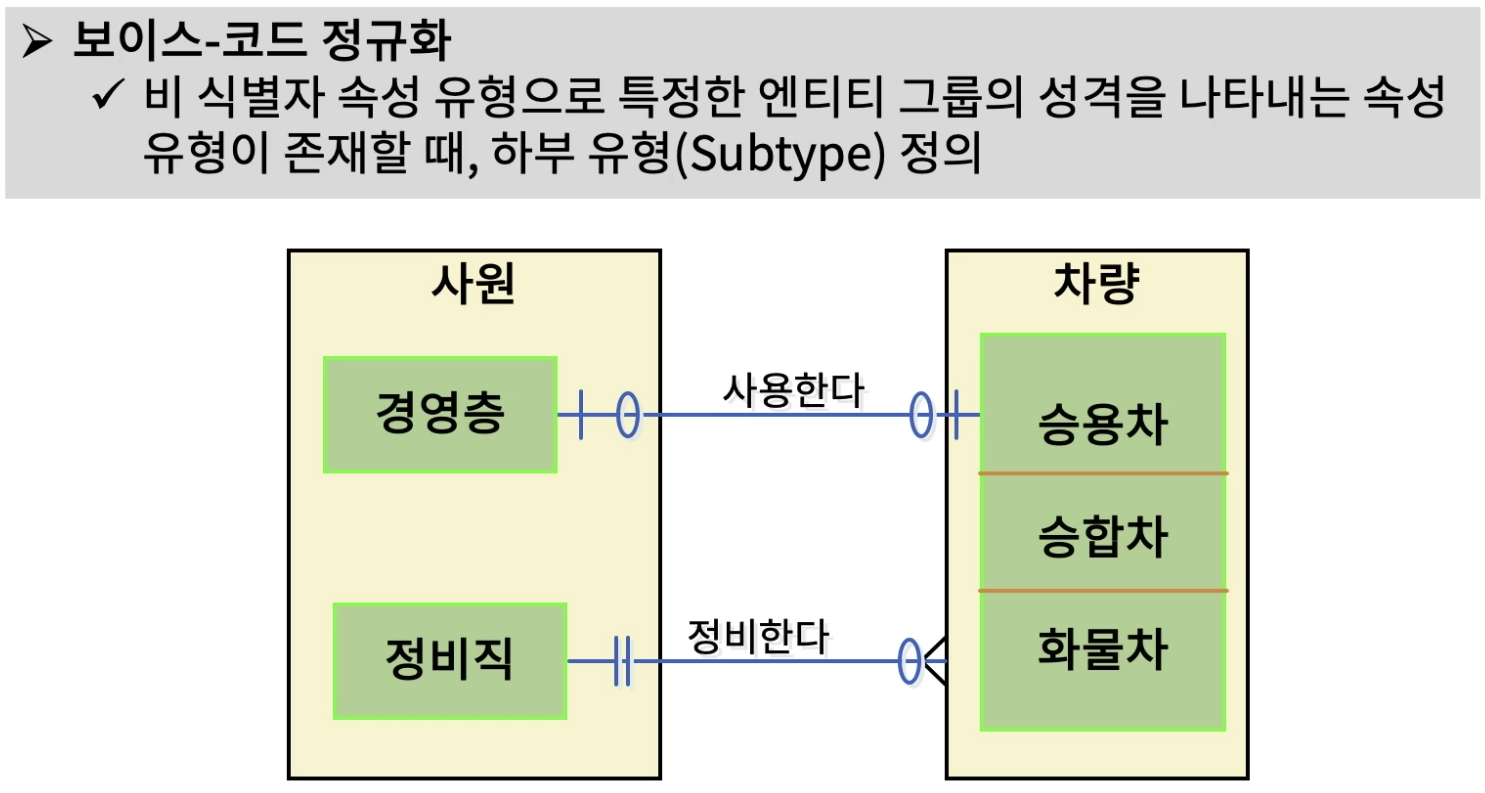 ➢ 보이스-코드 정규화
✓ 비 식별자 속성 유형으로 특정한 엔티티 그룹의 성격을 나타내는 속성
유형이 존재할 때, 하부 유형(Subtype) 정의
사원
차량
경영층
사용한다
승용차
승합차
정비직
정비한다
화물차